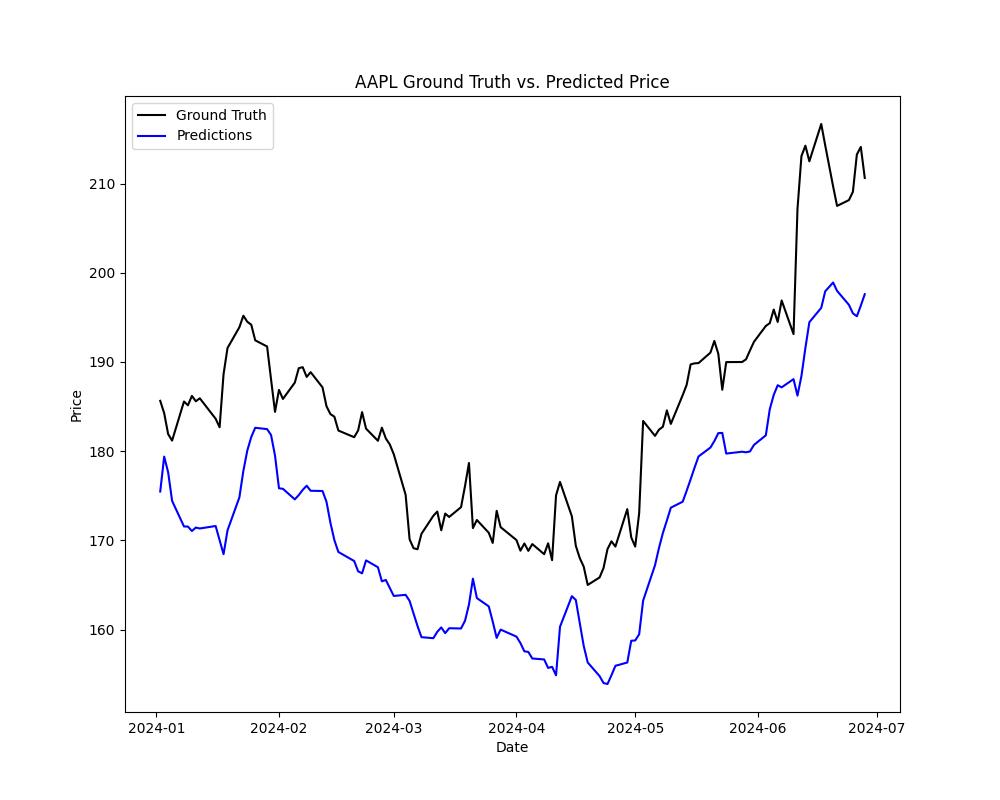 AAPL Ground Truth vs. Predicted Price
Ground Truth
Predictions
Price
210
200
190
180
170
160
2024-01
2024-02
2024-03
2024-04
2024-05
2024-06
2024-07
Date